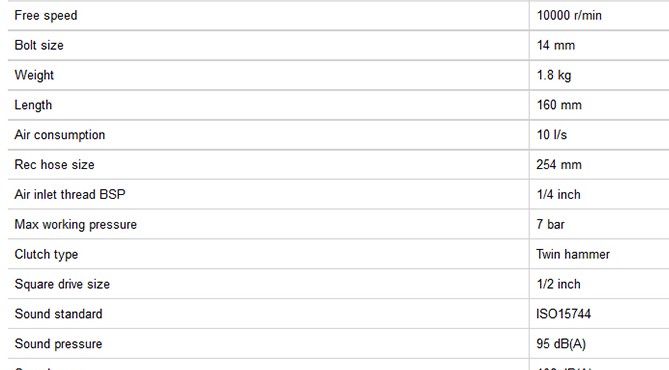 Free speed 10000 r/min
Bolt size 14 mm
Weight 1.8 kg
Length 160 mm
Air consumption 10 l/s
Rec hose size 254 mm
Air inlet thread BSP 1/4 inch
Max working pressure 7 bar
Clutch type Twin hammer
Square drive size 1/2 inch
Sound standard ISO15744
Sound pressure 95 dB(A)